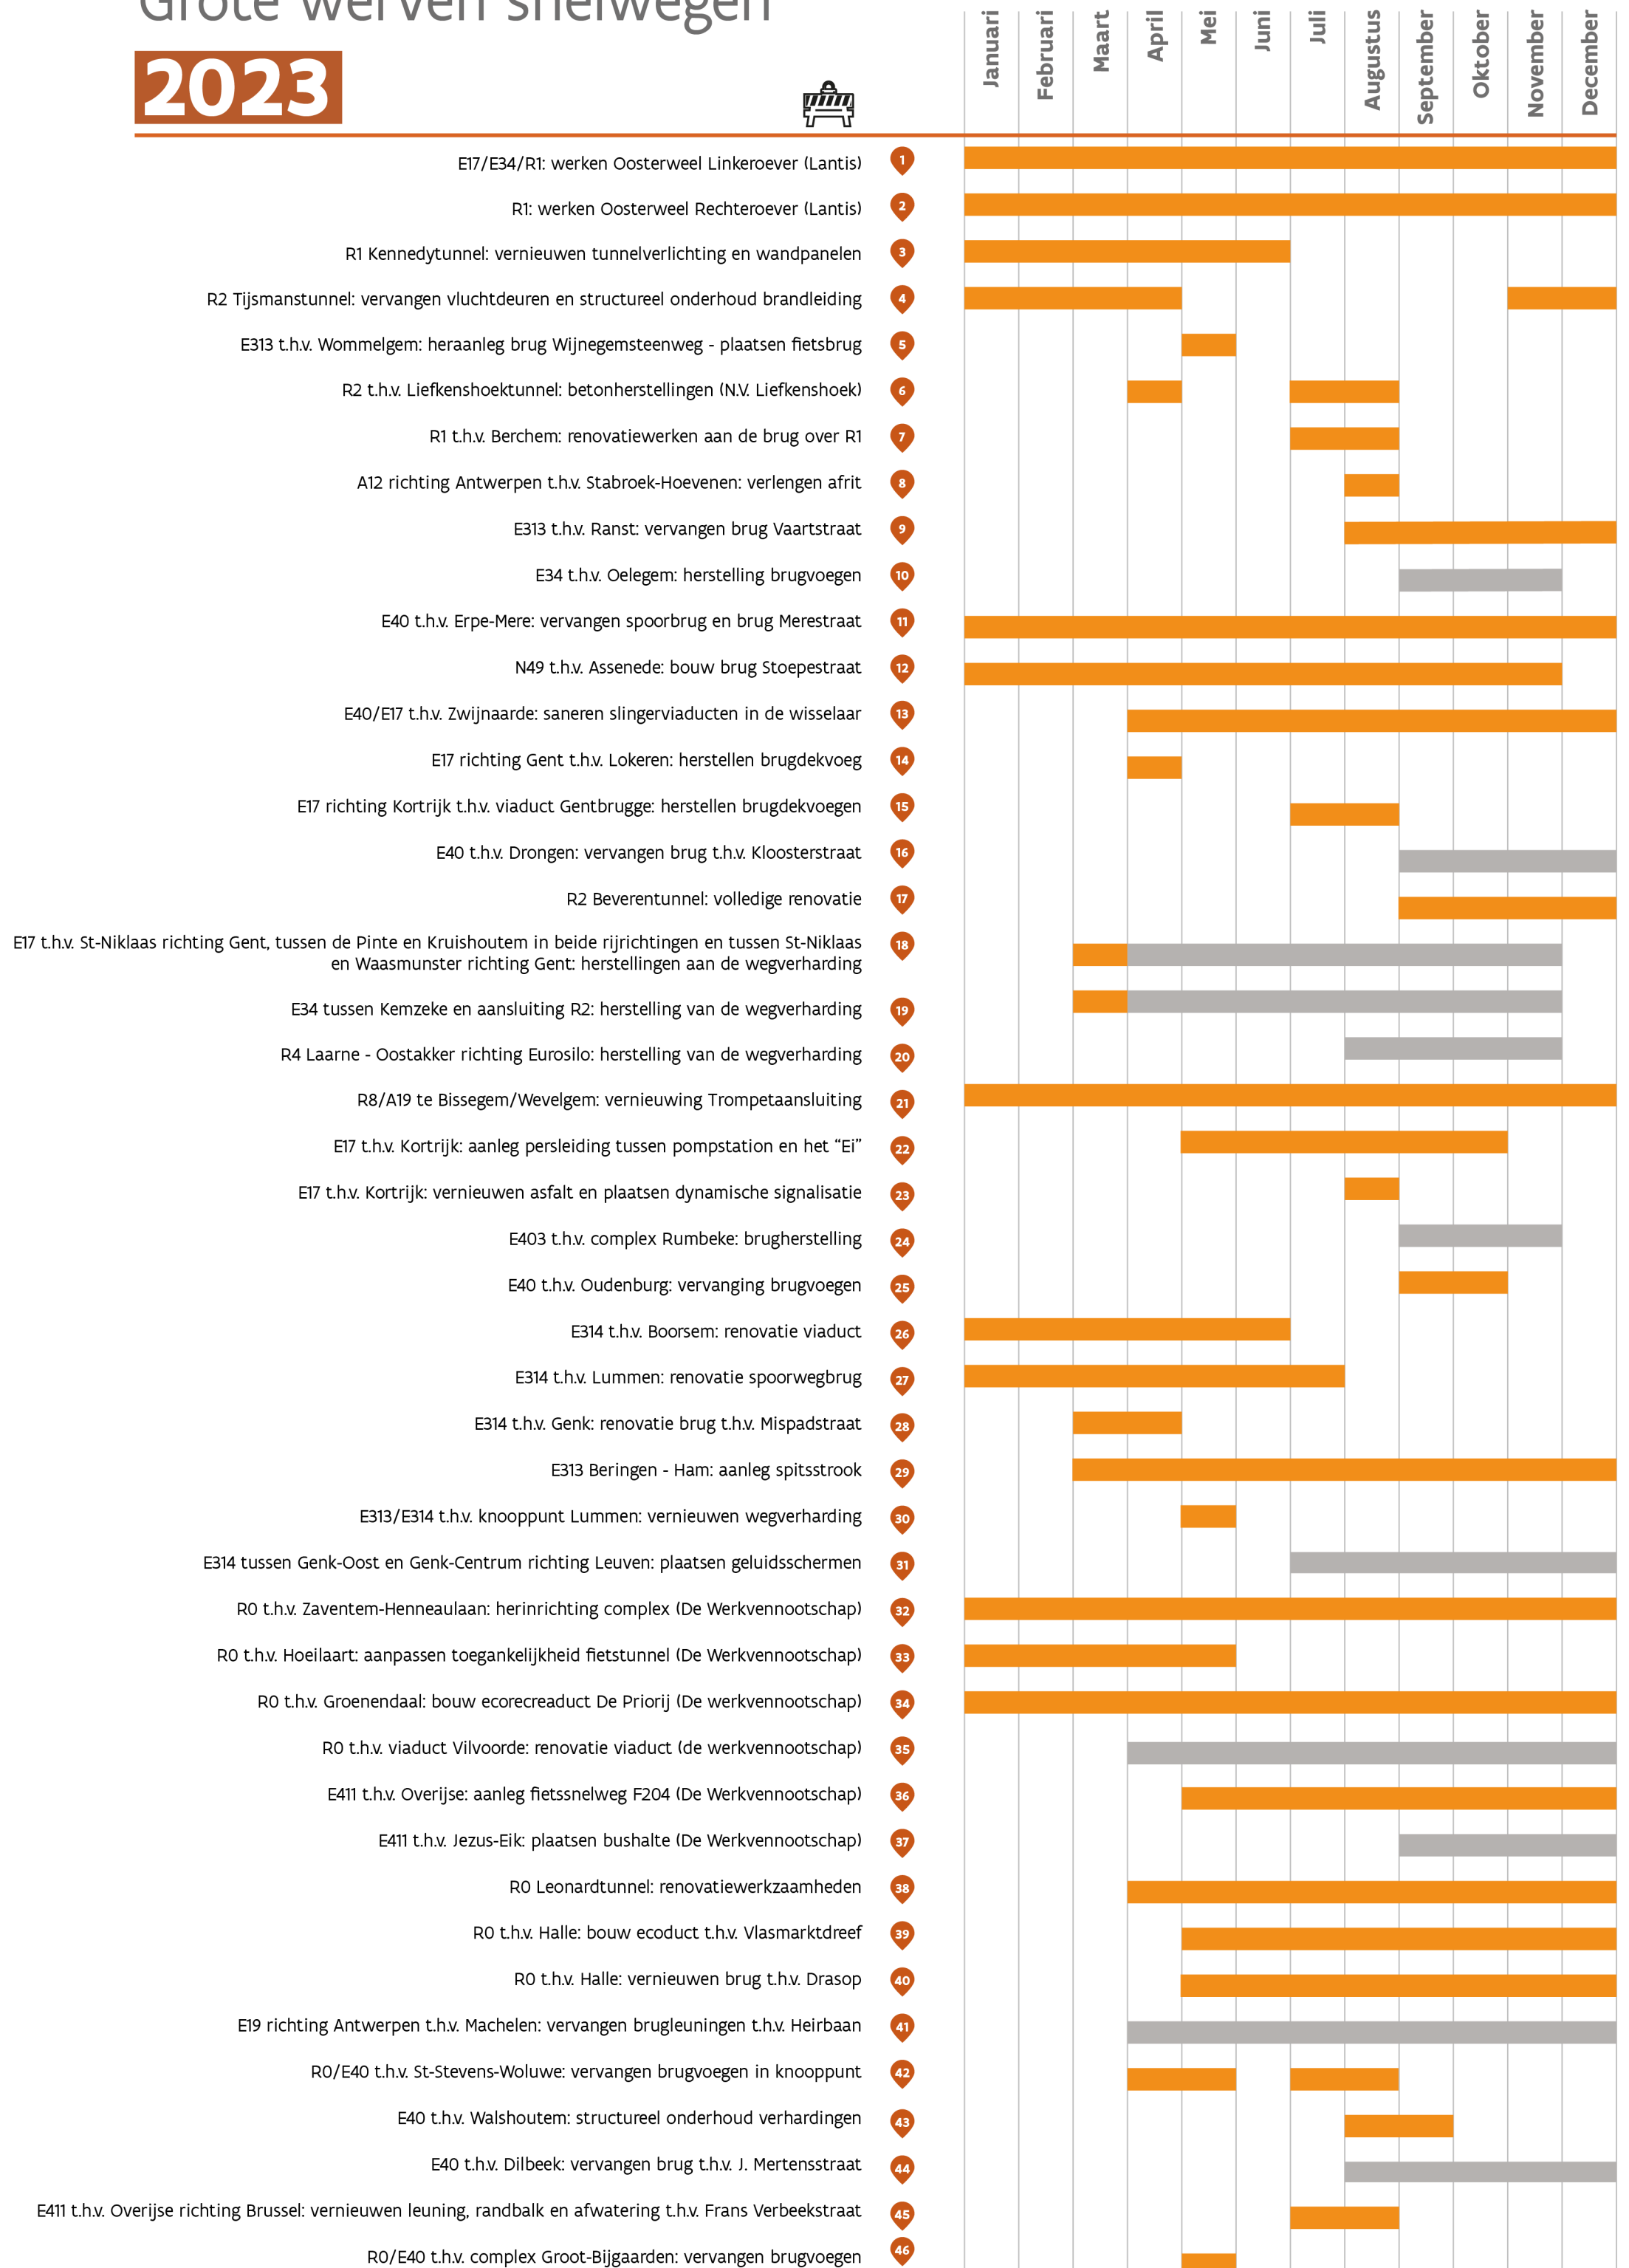 Grote werven snelwegen
2023
Januari
Februari
Maart
April
Mei
Juni
Juli
Augustus
September
Oktober
November
December
E17/E34/R1: werken Oosterweel Linkeroever (Lantis) 1
R1: werken Oosterweel Rechteroever (Lantis) 2
R1 Kennedytunnel: vernieuwen tunnelverlichting en wandpanelen 3
R2 Tijsmanstunnel: vervangen vluchtdeuren en structureel onderhoud brandleiding 4
E313 t.h.v. Wommelgem: heraanleg brug Wijnegemsteenweg - plaatsen fietsbrug 5
R2 t.h.v. Liefkenshoektunnel: betonherstellingen (N.V. Liefkenshoek) 6
R1 t.h.v. Berchem: renovatiewerken aan de brug over R1 7
A12 richting Antwerpen t.h.v. Stabroek-Hoevenen: verlengen afrit 8
E313 t.h.v. Ranst: vervangen brug Vaartstraat 9
E34 t.h.v. Oelegem: herstelling brugvoegen 10
E40 t.h.v. Erpe-Mere: vervangen spoorbrug en brug Merestraat 11
N49 t.h.v. Assenede: bouw brug Stoepestraat 12
E40/E17 t.h.v. Zwijnaarde: saneren slingerviaducten in de wisselaar 13
E17 richting Gent t.h.v. Lokeren: herstellen brugdekvoeg 14
E17 richting Kortrijk t.h.v. viaduct Gentbrugge: herstellen brugdekvoegen 15
E40 t.h.v. Drongen: vervangen brug t.h.v. Kloosterstraat 16
R2 Beverentunnel: volledige renovatie 17
E17 t.h.v. St-Niklaas richting Gent, tussen de Pinte en Kruishoutem in beide rijrichtingen en tussen St-Niklaas 18
en Waasmunster richting Gent: herstellingen aan de wegverharding
E34 tussen Kemzeke en aansluiting R2: herstelling van de wegverharding 19
R4 Laarne - Oostakker richting Eurosilo: herstelling van de wegverharding 20
R8/A19 te Bissegem/Wevelgem: vernieuwing Trompetaansluiting 21
E17 t.h.v. Kortrijk: aanleg persleiding tussen pompstation en het “Ei” 22
E17 t.h.v. Kortrijk: vernieuwen asfalt en plaatsen dynamische signalisatie 23
E403 t.h.v. complex Rumbeke: brugherstelling 24
E40 t.h.v. Oudenburg: vervanging brugvoegen 25
E314 t.h.v. Boorsem: renovatie viaduct 26
E314 t.h.v. Lummen: renovatie spoorwegbrug 27
E314 t.h.v. Genk: renovatie brug t.h.v. Mispadstraat 28
E313 Beringen - Ham: aanleg spitsstrook 29
E313/E314 t.h.v. knooppunt Lummen: vernieuwen wegverharding 30
E314 tussen Genk-Oost en Genk-Centrum richting Leuven: plaatsen geluidsschermen 31
R0 t.h.v. Zaventem-Henneaulaan: herinrichting complex (De Werkvennootschap) 32
R0 t.h.v. Hoeilaart: aanpassen toegankelijkheid fietstunnel (De Werkvennootschap) 33
R0 t.h.v. Groenendaal: bouw ecorecreaduct De Priorij (De werkvennootschap) 34
R0 t.h.v. viaduct Vilvoorde: renovatie viaduct (de werkvennootschap) 35
E411 t.h.v. Overijse: aanleg fietssnelweg F204 (De Werkvennootschap) 36
E411 t.h.v. Jezus-Eik: plaatsen bushalte (De Werkvennootschap) 37
R0 Leonardtunnel: renovatiewerkzaamheden 38
R0 t.h.v. Halle: bouw ecoduct t.h.v. Vlasmarktdreef 39
R0 t.h.v. Halle: vernieuwen brug t.h.v. Drasop 40
E19 richting Antwerpen t.h.v. Machelen: vervangen brugleuningen t.h.v. Heirbaan 41
R0/E40 t.h.v. St-Stevens-Woluwe: vervangen brugvoegen in knooppunt 42
E40 t.h.v. Walshoutem: structureel onderhoud verhardingen 43
E40 t.h.v. Dilbeek: vervangen brug t.h.v. J. Mertensstraat 44
E411 t.h.v. Overijse richting Brussel: vernieuwen leuning, randbalk en afwatering t.h.v. Frans Verbeekstraat 45
R0/E40 t.h.v. complex Groot-Bijgaarden: vervangen brugvoegen 46